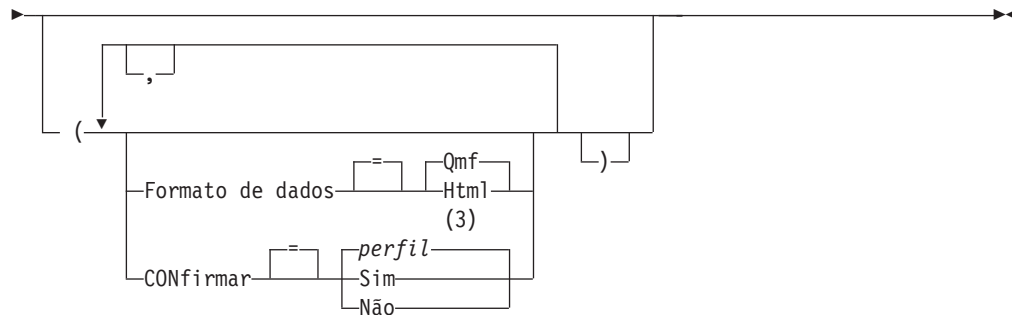 ,
(
)
Formato de dados = Qmf
Html
(3)
CONfirmar = perfil
Sim
Não